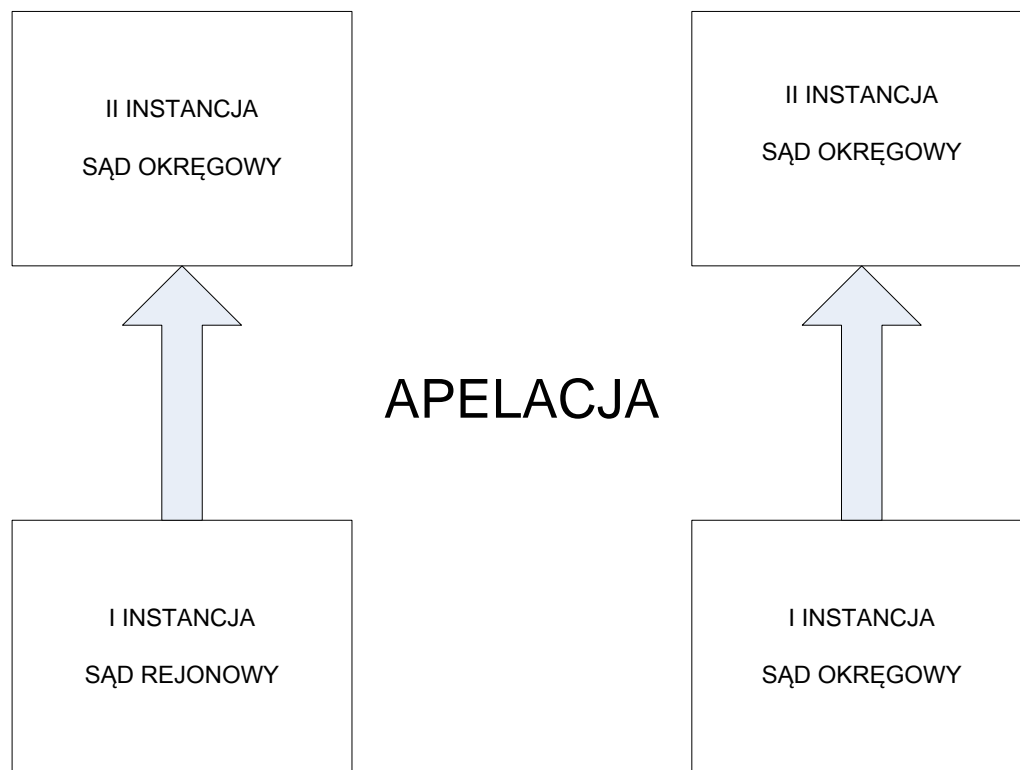 II INSTANCJA
SĄD OKRĘGOWY
II INSTANCJA
SĄD OKRĘGOWY
APELACJA
I INSTANCJA
SĄD REJONOWY
I INSTANCJA
SĄD OKRĘGOWY